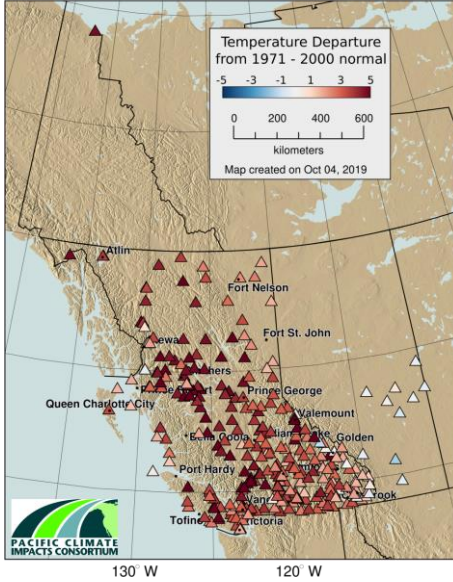 Temperature Departure
from 1971 - 2000 normal
-5 -3 -1 1 3 5
0 200 400 600
kilometers
Map created on Oct 04, 2019
Atlin
Fort Nelson
Fort St. John
Prince George
Queen Charlotte City
Valemount
Bella Coola
Golden
Port Hardy
Tofino
Victoria
PACIFIC CLIMATE
IMPACTS CONSORTIUM
130° W 120° W